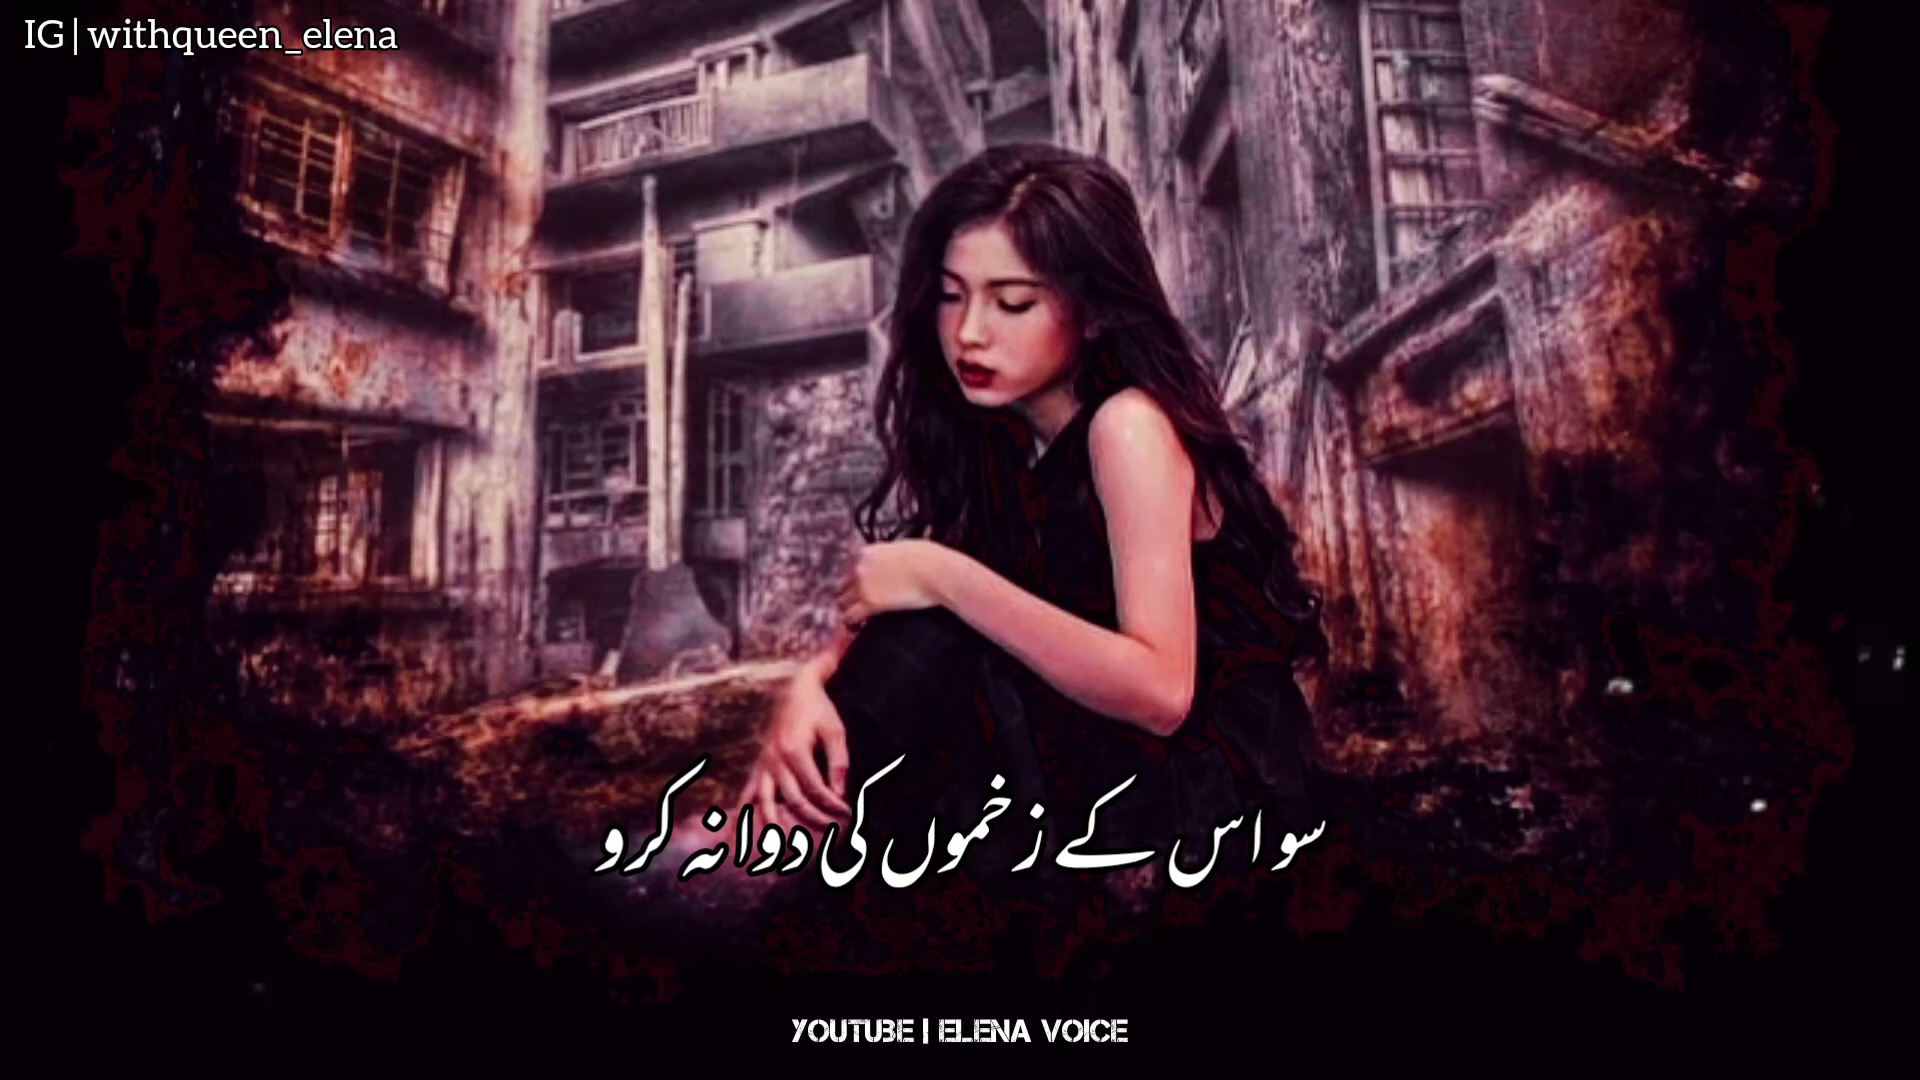 IG | withqueen_elena
سو اس کے زخموں کی دوا نہ کرو
YOUTUBE | ELENA VOICE